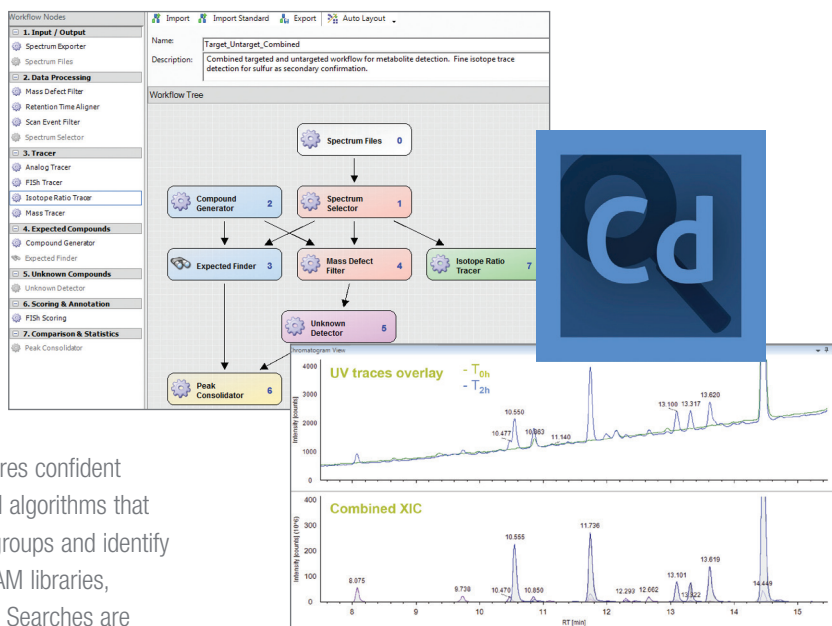 Workflow Nodes
1. Input / Output
Spectrum Exporter
Spectrum Files
2. Data Processing
Mass Defect Filter
Retention Time Aligner
Scan Event Filter
Spectrum Selector
3. Tracer
Analog Tracer
FISh Tracer
Isotope Ratio Tracer
Mass Tracer
4. Expected Compounds
Compound Generator
Expected Finder
5. Unknown Compounds
Unknown Detector
6. Scoring & Annotation
FISh Scoring
7. Comparison & Statistics
Peak Consolidator
Import Import Standard Export Auto Layout
Name: Target_Untarget_Combined
Description: Combined targeted and untargeted workflow for metabolite detection. Fine isotope trace
detection for sulfur as secondary confirmation.
Workflow Tree
Spectrum Files 0
Compound
Generator 2
Spectrum
Selector 1
Expected Finder 3
Mass Defect
Filter 4
Isotope Ratio
Tracer 7
Unknown
Detector 5
Peak
Consolidator 6
Cd
Chromatogram View
UV traces overlay
- T0h
- T2h
Intensity [counts]
4000
3000
2000
1000
0
10.477
10.550
11.140
13.100
13.317
13.620
Combined XIC
Intensity [counts] (10^6)
400
300
200
100
0
8.075
9.738
10.470
10.555
10.850
11.736
12.293
12.662
13.101
13.619
14.449
8 9 10 11 12 13 14 15
RT [min]
res confident
algorithms that
groups and identify
AM libraries,
Searches are